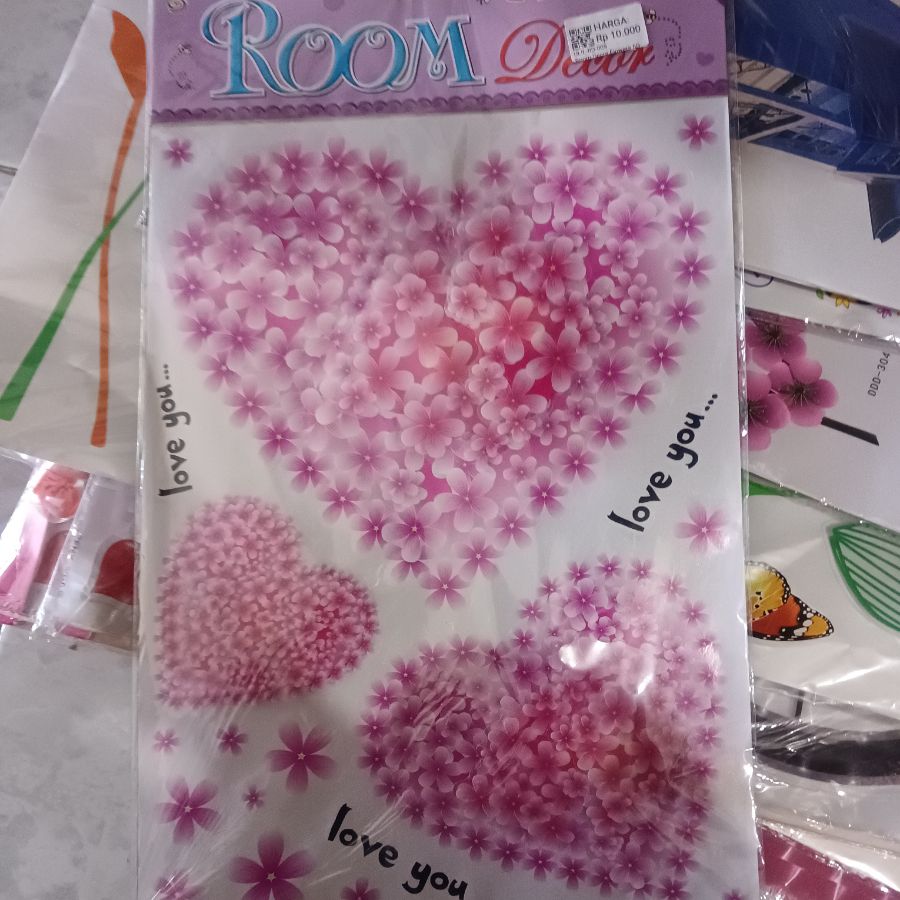 ROOM Decor
HARGA:
Rp 10.000
love you...
love you...
love you
DDD-304